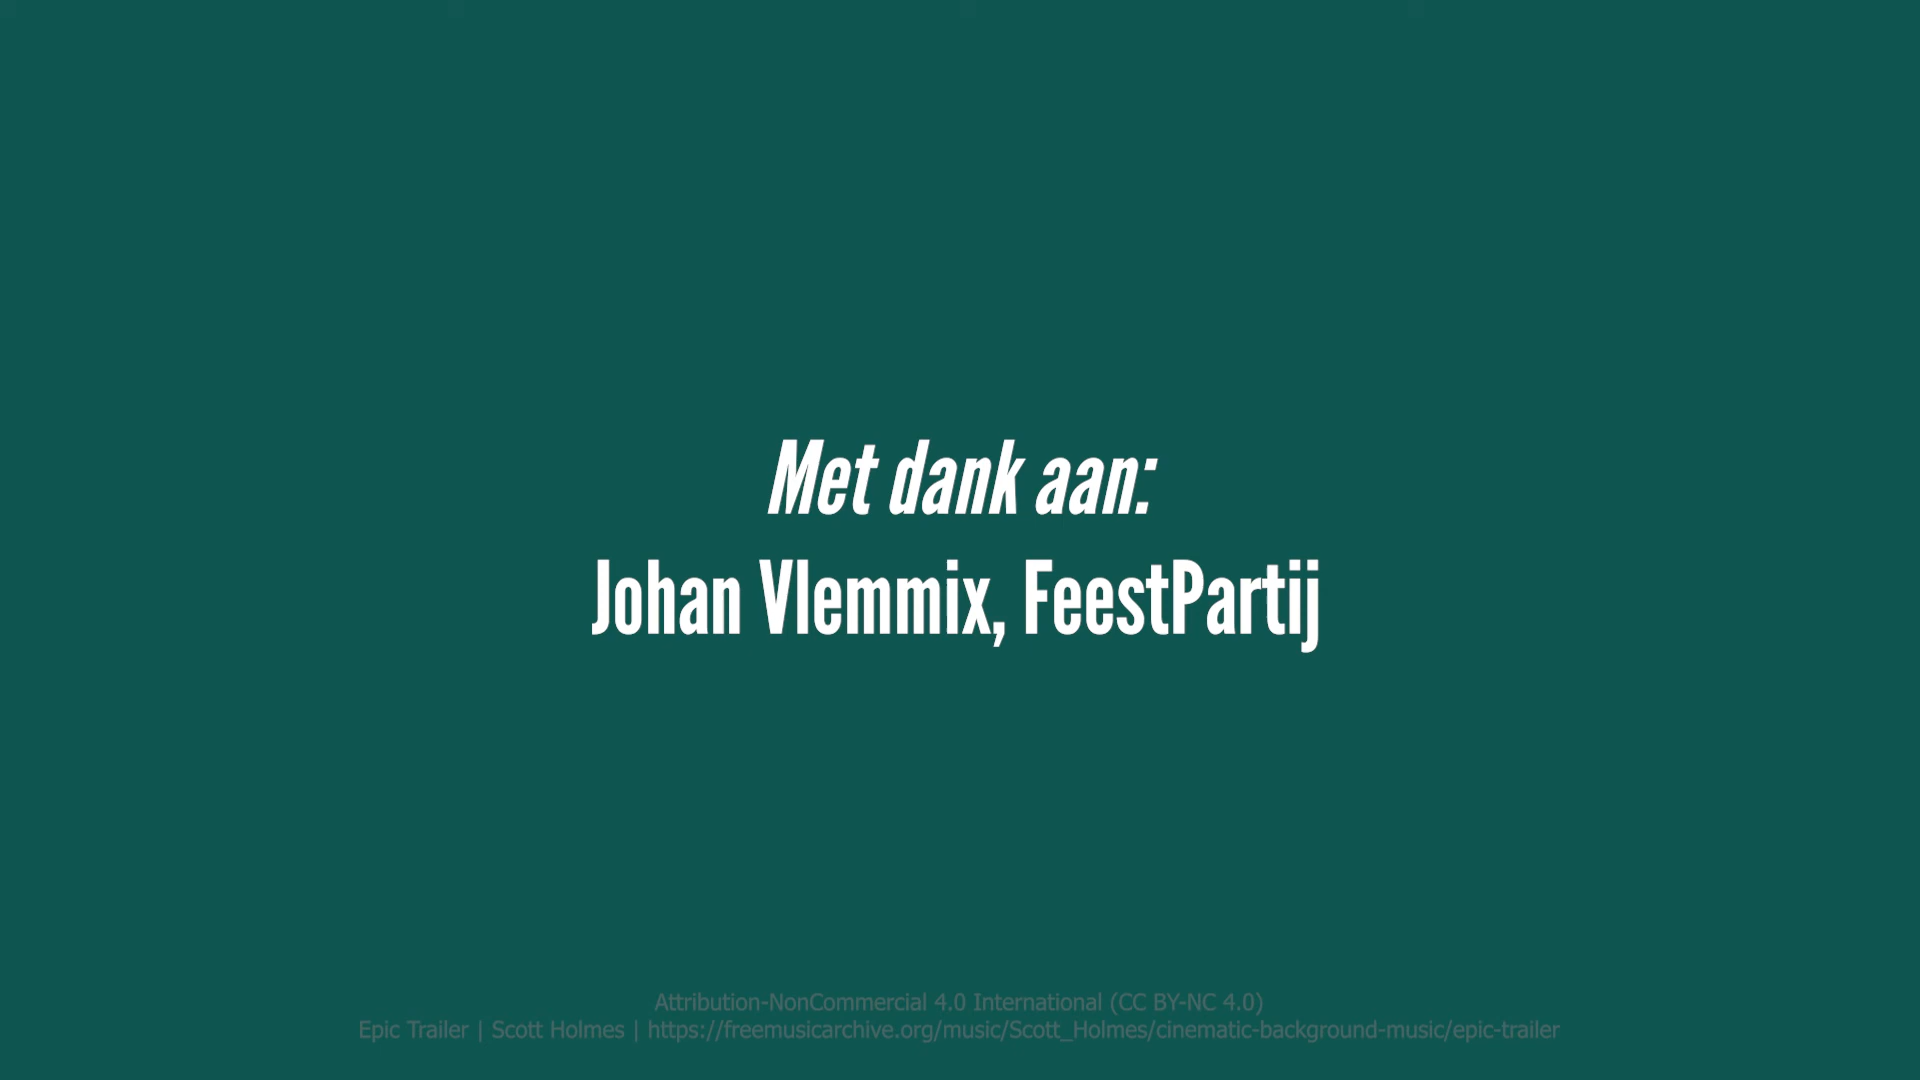 Met dank aan:
Johan Vlemmix, FeestPartij
Attribution-NonCommercial 4.0 International (CC BY-NC 4.0)
Epic Trailer | Scott Holmes | https://freemusicarchive.org/music/Scott_Holmes/cinematic-background-music/epic-trailer